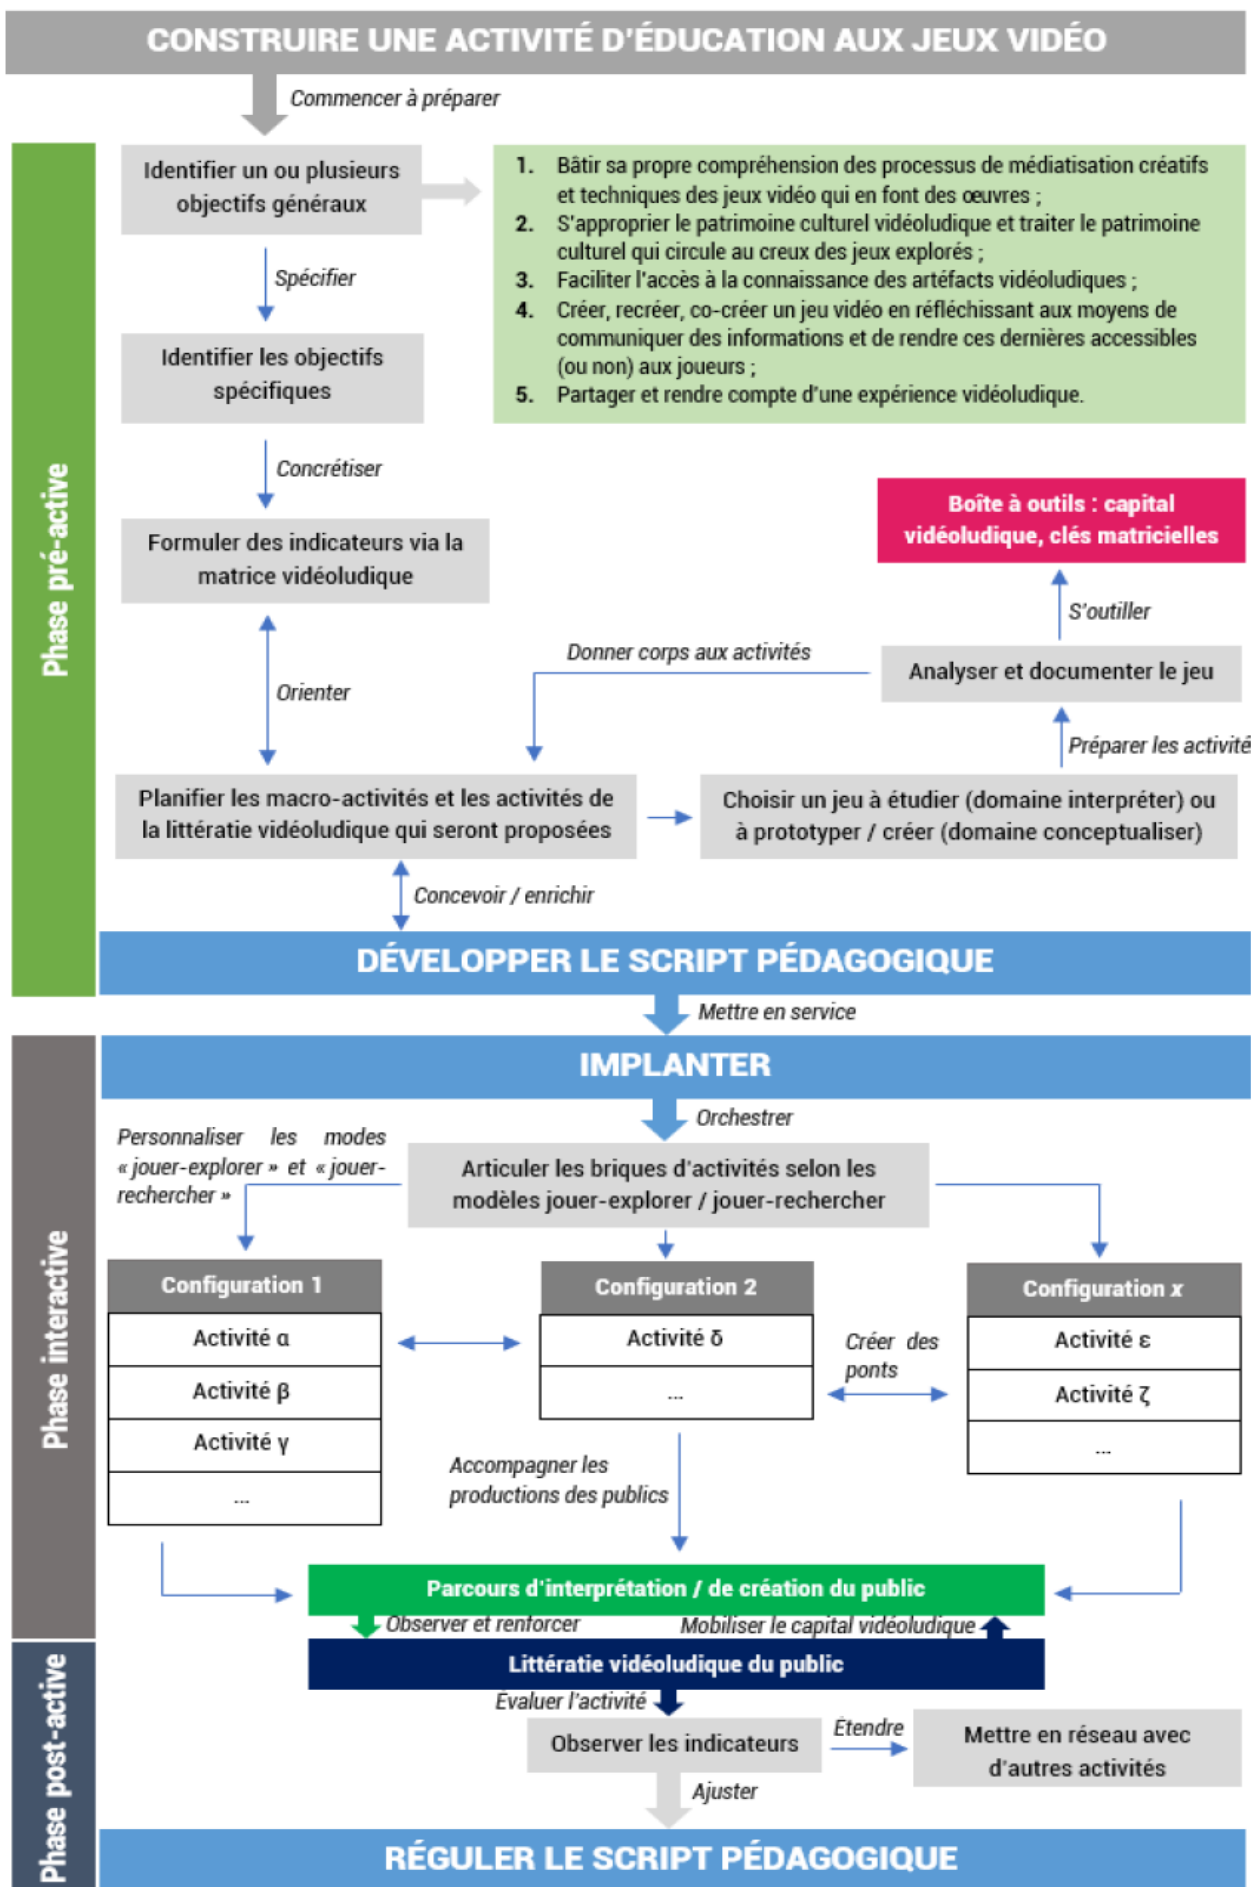 CONSTRUIRE UNE ACTIVITÉ D'ÉDUCATION AUX JEUX VIDÉO
Commencer à préparer
Phase pré-active
Identifier un ou plusieurs
objectifs généraux
1. Bâtir sa propre compréhension des processus de médiatisation créatifs
et techniques des jeux vidéo qui en font des œuvres ;
2. S'approprier le patrimoine culturel vidéoludique et traiter le patrimoine
culturel qui circule au creux des jeux explorés ;
3. Faciliter l'accès à la connaissance des artéfacts vidéoludiques ;
4. Créer, recréer, co-créer un jeu vidéo en réfléchissant aux moyens de
communiquer des informations et de rendre ces dernières accessibles
(ou non) aux joueurs ;
5. Partager et rendre compte d'une expérience vidéoludique.
Spécifier
Identifier les objectifs
spécifiques
Concrétiser
Formuler des indicateurs via la
matrice vidéoludique
Boîte à outils : capital
vidéoludique, clés matricielles
S'outiller
Donner corps aux activités
Analyser et documenter le jeu
Orienter
Préparer les activité
Planifier les macro-activités et les activités de
la littératie vidéoludique qui seront proposées
Choisir un jeu à étudier (domaine interpréter) ou
à prototyper / créer (domaine conceptualiser)
Concevoir / enrichir
DÉVELOPPER LE SCRIPT PÉDAGOGIQUE
Mettre en service
Phase interactive
IMPLANTER
Orchestrer
Personnaliser les modes
« jouer-explorer » et « jouer-
rechercher »
Articuler les briques d'activités selon les
modèles jouer-explorer / jouer-rechercher
Configuration 1
Activité α
Activité β
Activité γ
...
Configuration 2
Activité δ
...
Créer des
ponts
Configuration x
Activité ε
Activité ζ
...
Accompagner les
productions des publics
Parcours d'interprétation / de création du public
Observer et renforcer
Mobiliser le capital vidéoludique
Phase post-active
Littératie vidéoludique du public
Évaluer l'activité
Observer les indicateurs
Étendre
Mettre en réseau avec
d'autres activités
Ajuster
RÉGULER LE SCRIPT PÉDAGOGIQUE